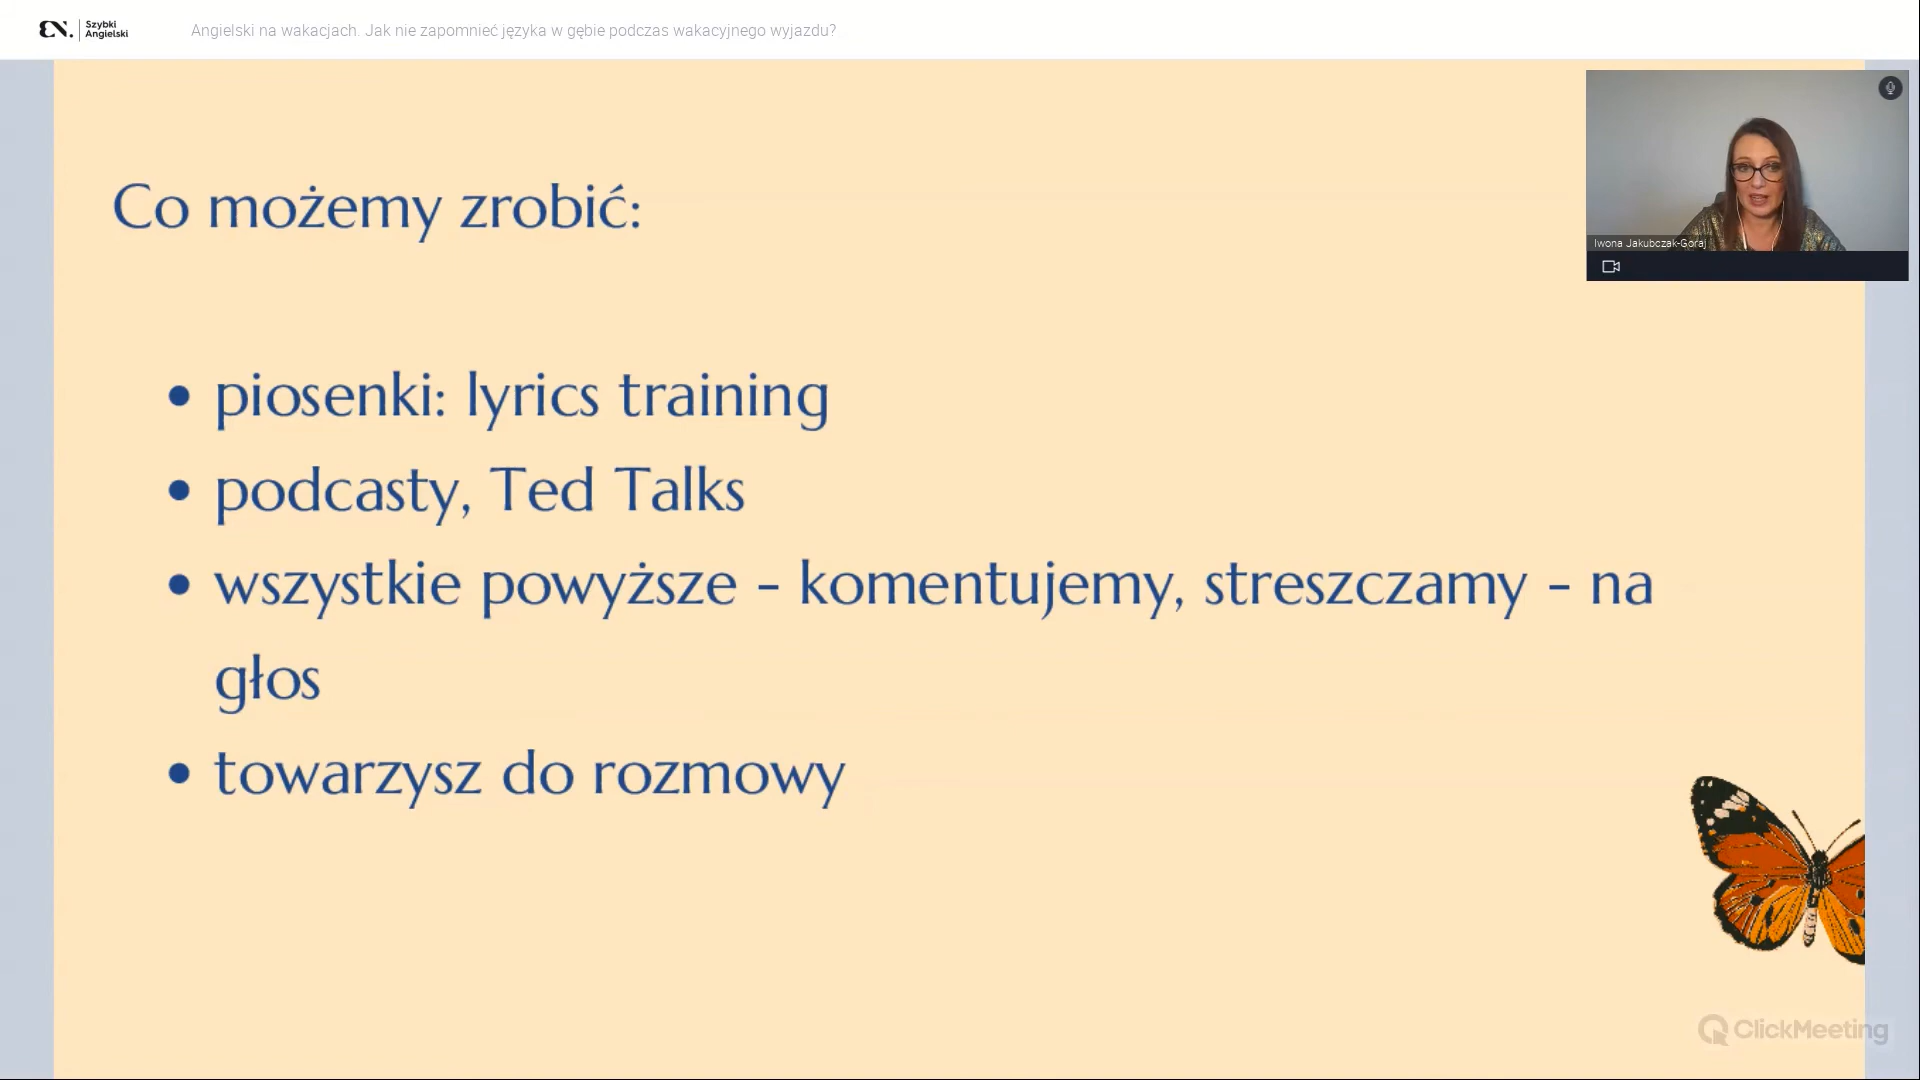 EN.
Szybki
Angielski
Angielski na wakacjach. Jak nie zapomnieć języka w gębie podczas wakacyjnego wyjazdu?
Iwona Jakubczak-Goraj
Co możemy zrobić:
• piosenki: lyrics training
• podcasty, Ted Talks
• wszystkie powyższe - komentujemy, streszczamy - na
głos
• towarzysz do rozmowy
ClickMeeting